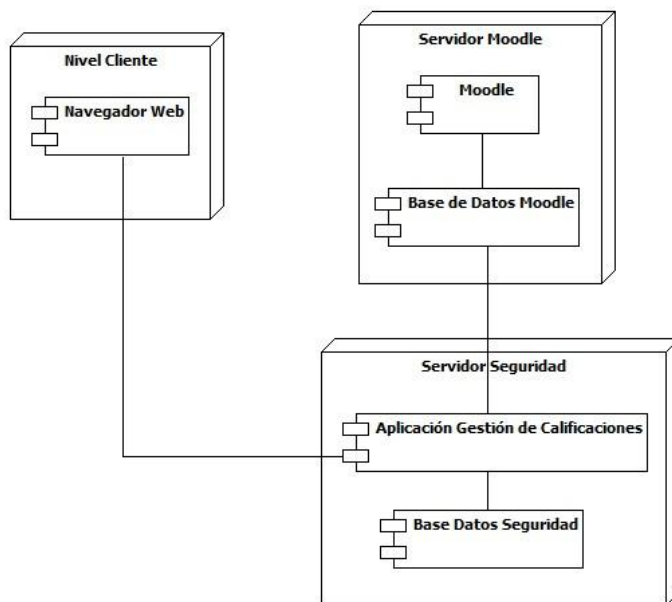 Nivel Cliente
Navegador Web
Servidor Moodle
Moodle
Base de Datos Moodle
Servidor Seguridad
Aplicación Gestión de Calificaciones
Base Datos Seguridad